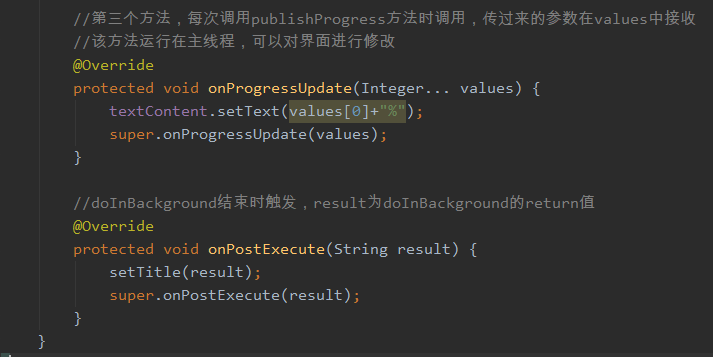 //第三个方法，每次调用publishProgress方法时调用，传过来的参数在values中接收
//该方法运行在主线程，可以对界面进行修改
@Override
protected void onProgressUpdate(Integer... values) {
textContent.setText(values[0]+"%");
super.onProgressUpdate(values);
}
//doInBackground结束时触发，result为doInBackground的return值
@Override
protected void onPostExecute(String result) {
setTitle(result);
super.onPostExecute(result);
}
}